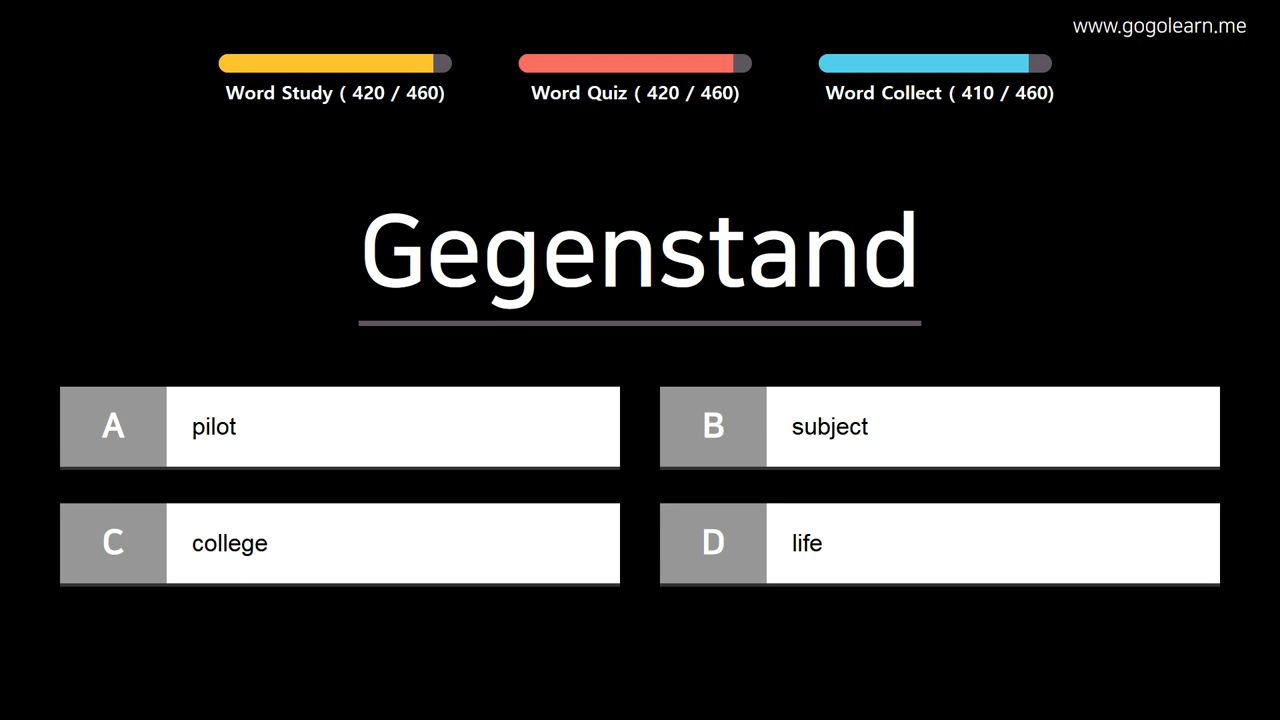 www.gogolearn.me
Word Study ( 420 / 460)
Word Quiz ( 420 / 460)
Word Collect ( 410 / 460)
Gegenstand
A pilot
B subject
C college
D life